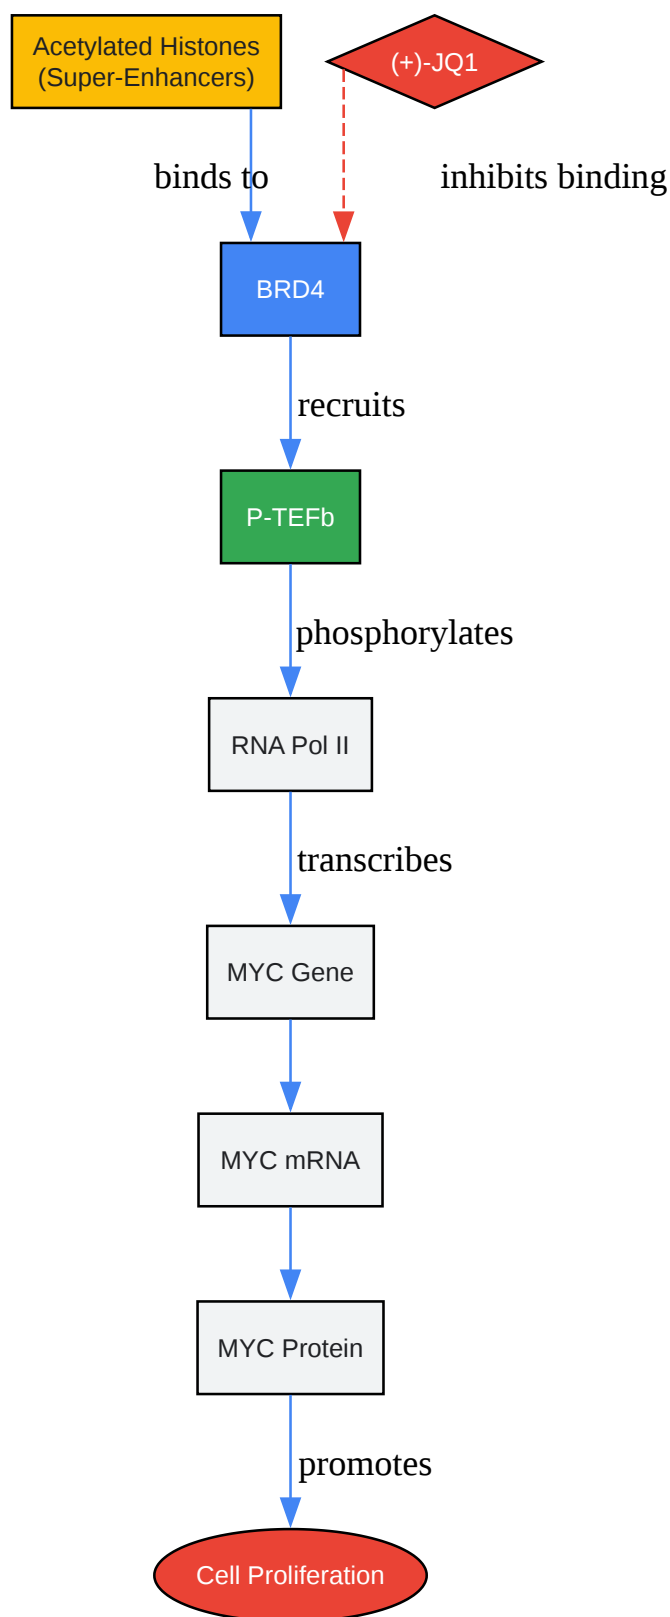 Acetylated Histones
(Super-Enhancers)
(+)-JQ1
binds to
inhibits binding
BRD4
recruits
P-TEFb
phosphorylates
RNA Pol II
transcribes
MYC Gene
MYC mRNA
MYC Protein
promotes
Cell Proliferation